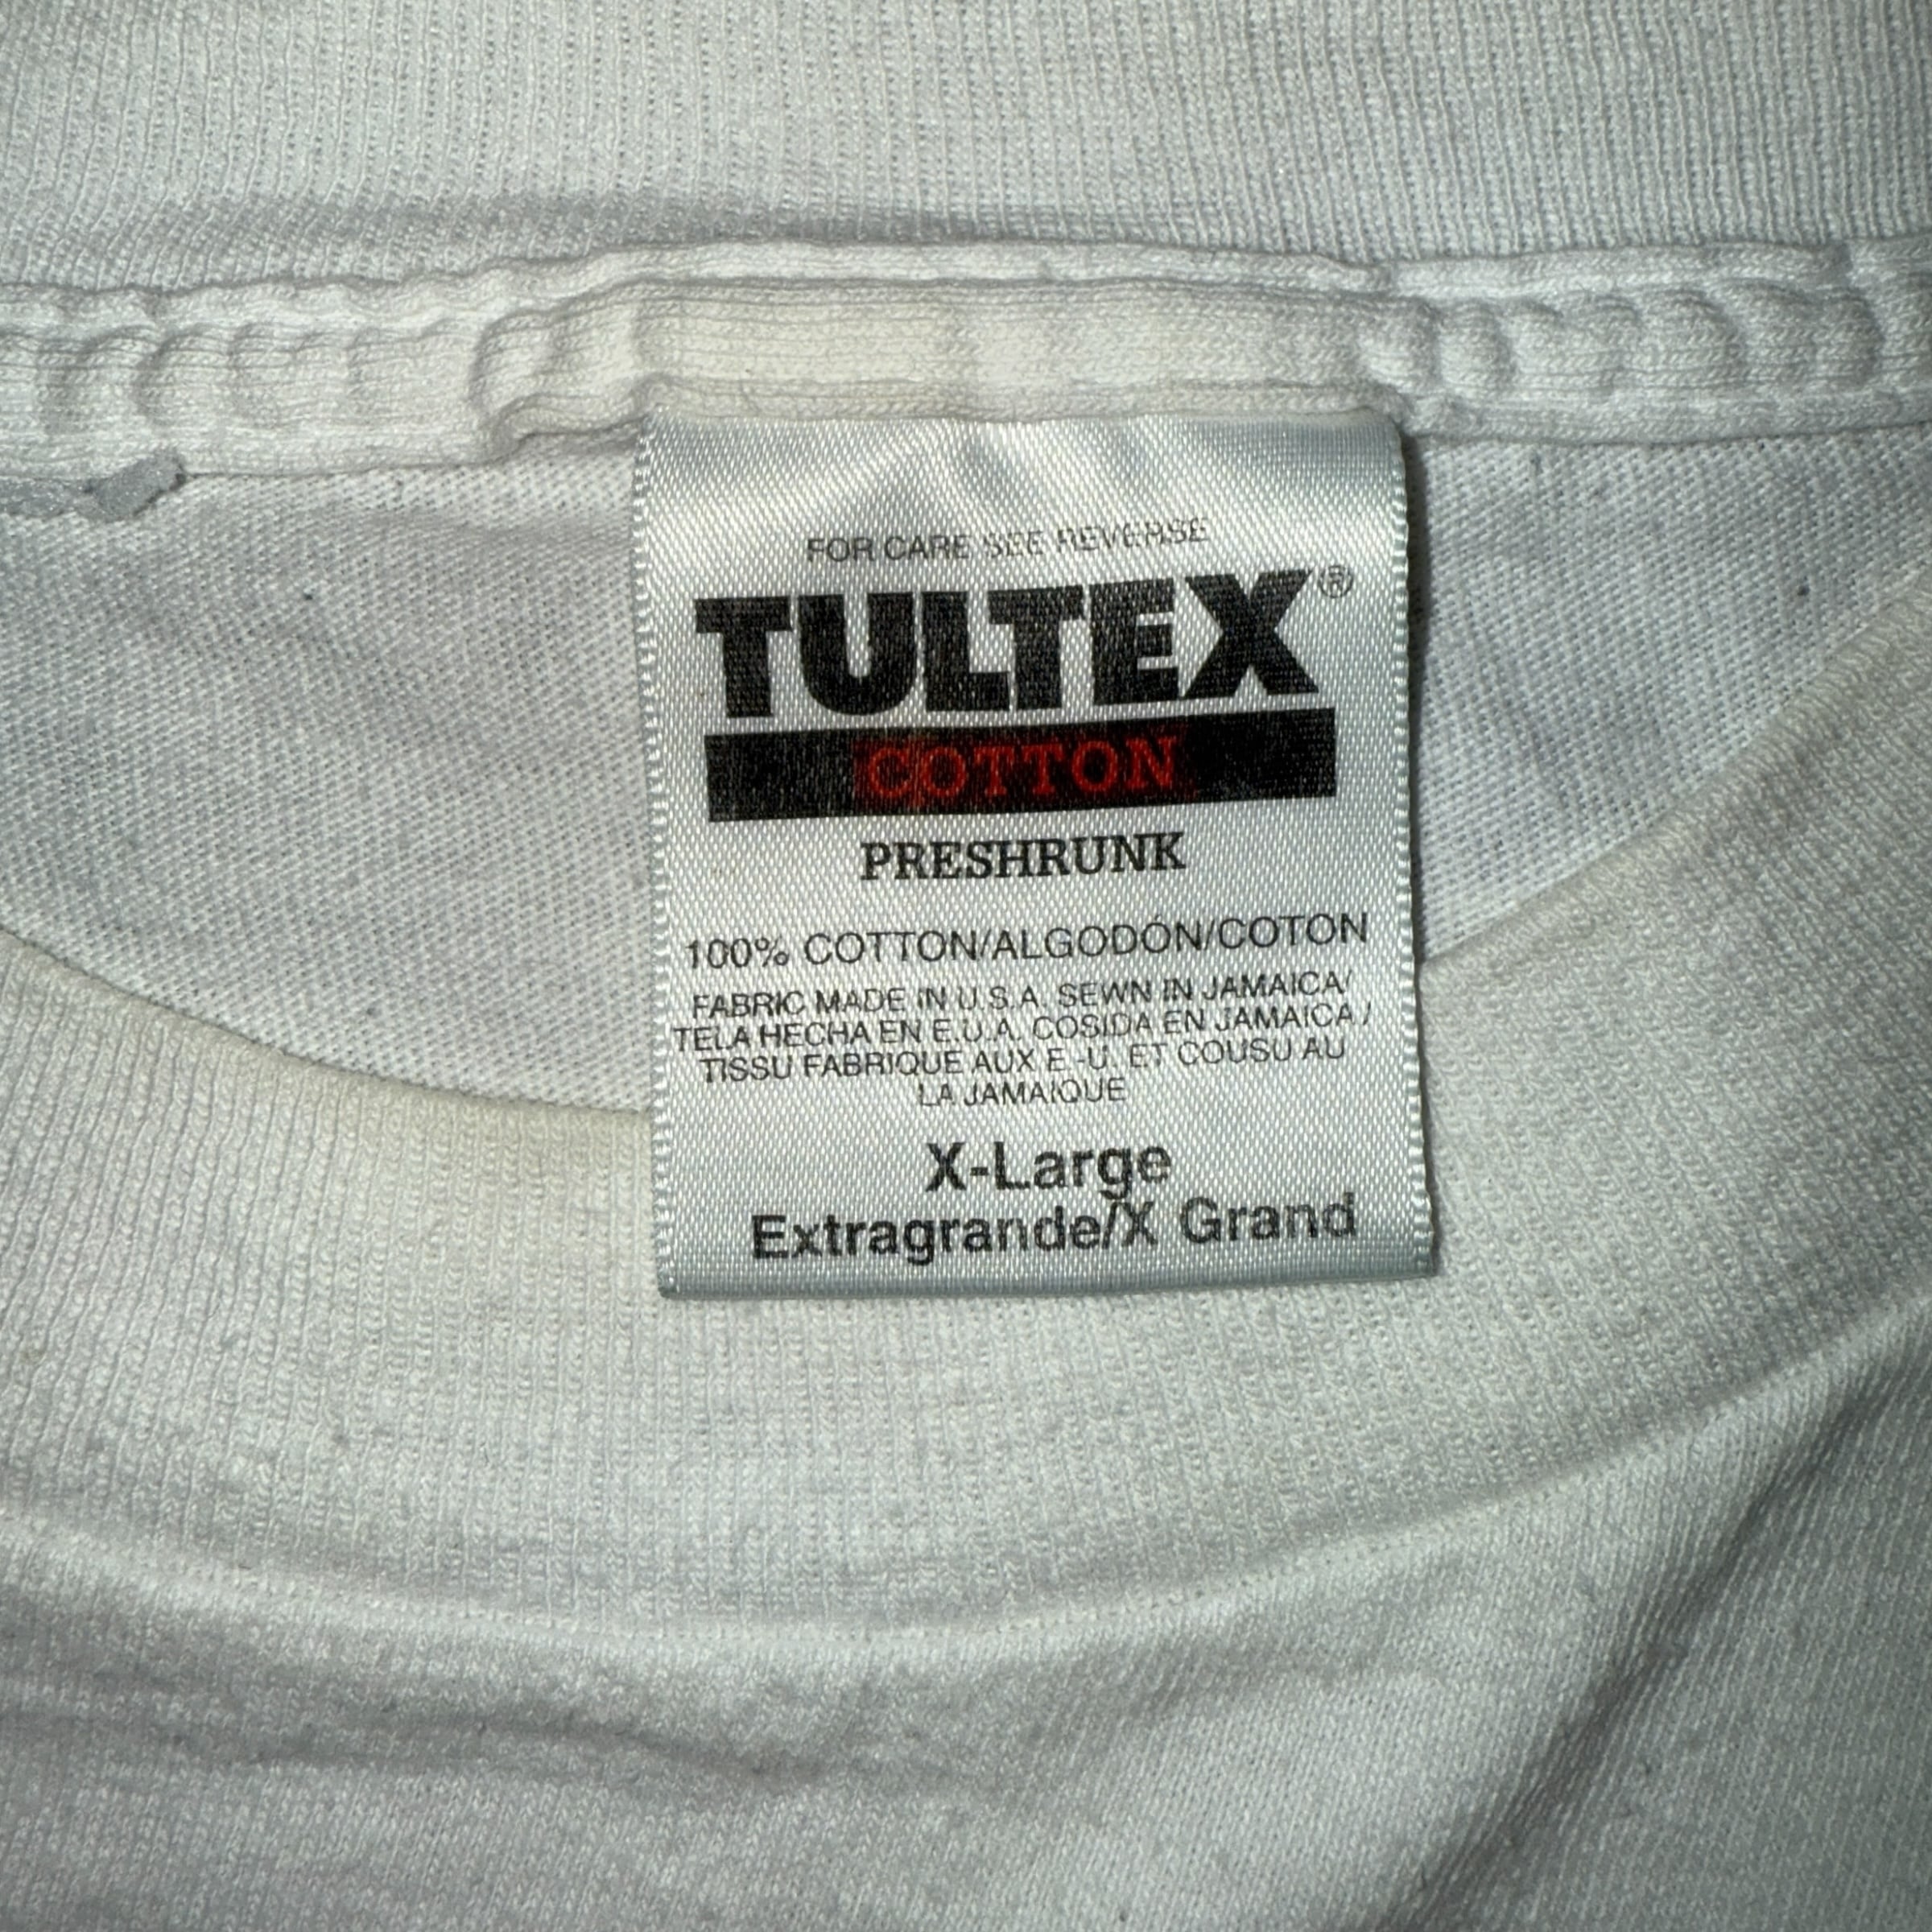 FOR CARE SEE REVERSE
TULTEX®
COTTON
PRESHRUNK
100% COTTON/ALGODÓN/COTON
FABRIC MADE IN U.S.A. SEWN IN JAMAICA/
TELA HECHA EN E.U.A. COSIDA EN JAMAICA /
TISSU FABRIQUE AUX E.-U. ET COUSU AU
LA JAMAIQUE
X-Large
Extragrande/X Grand